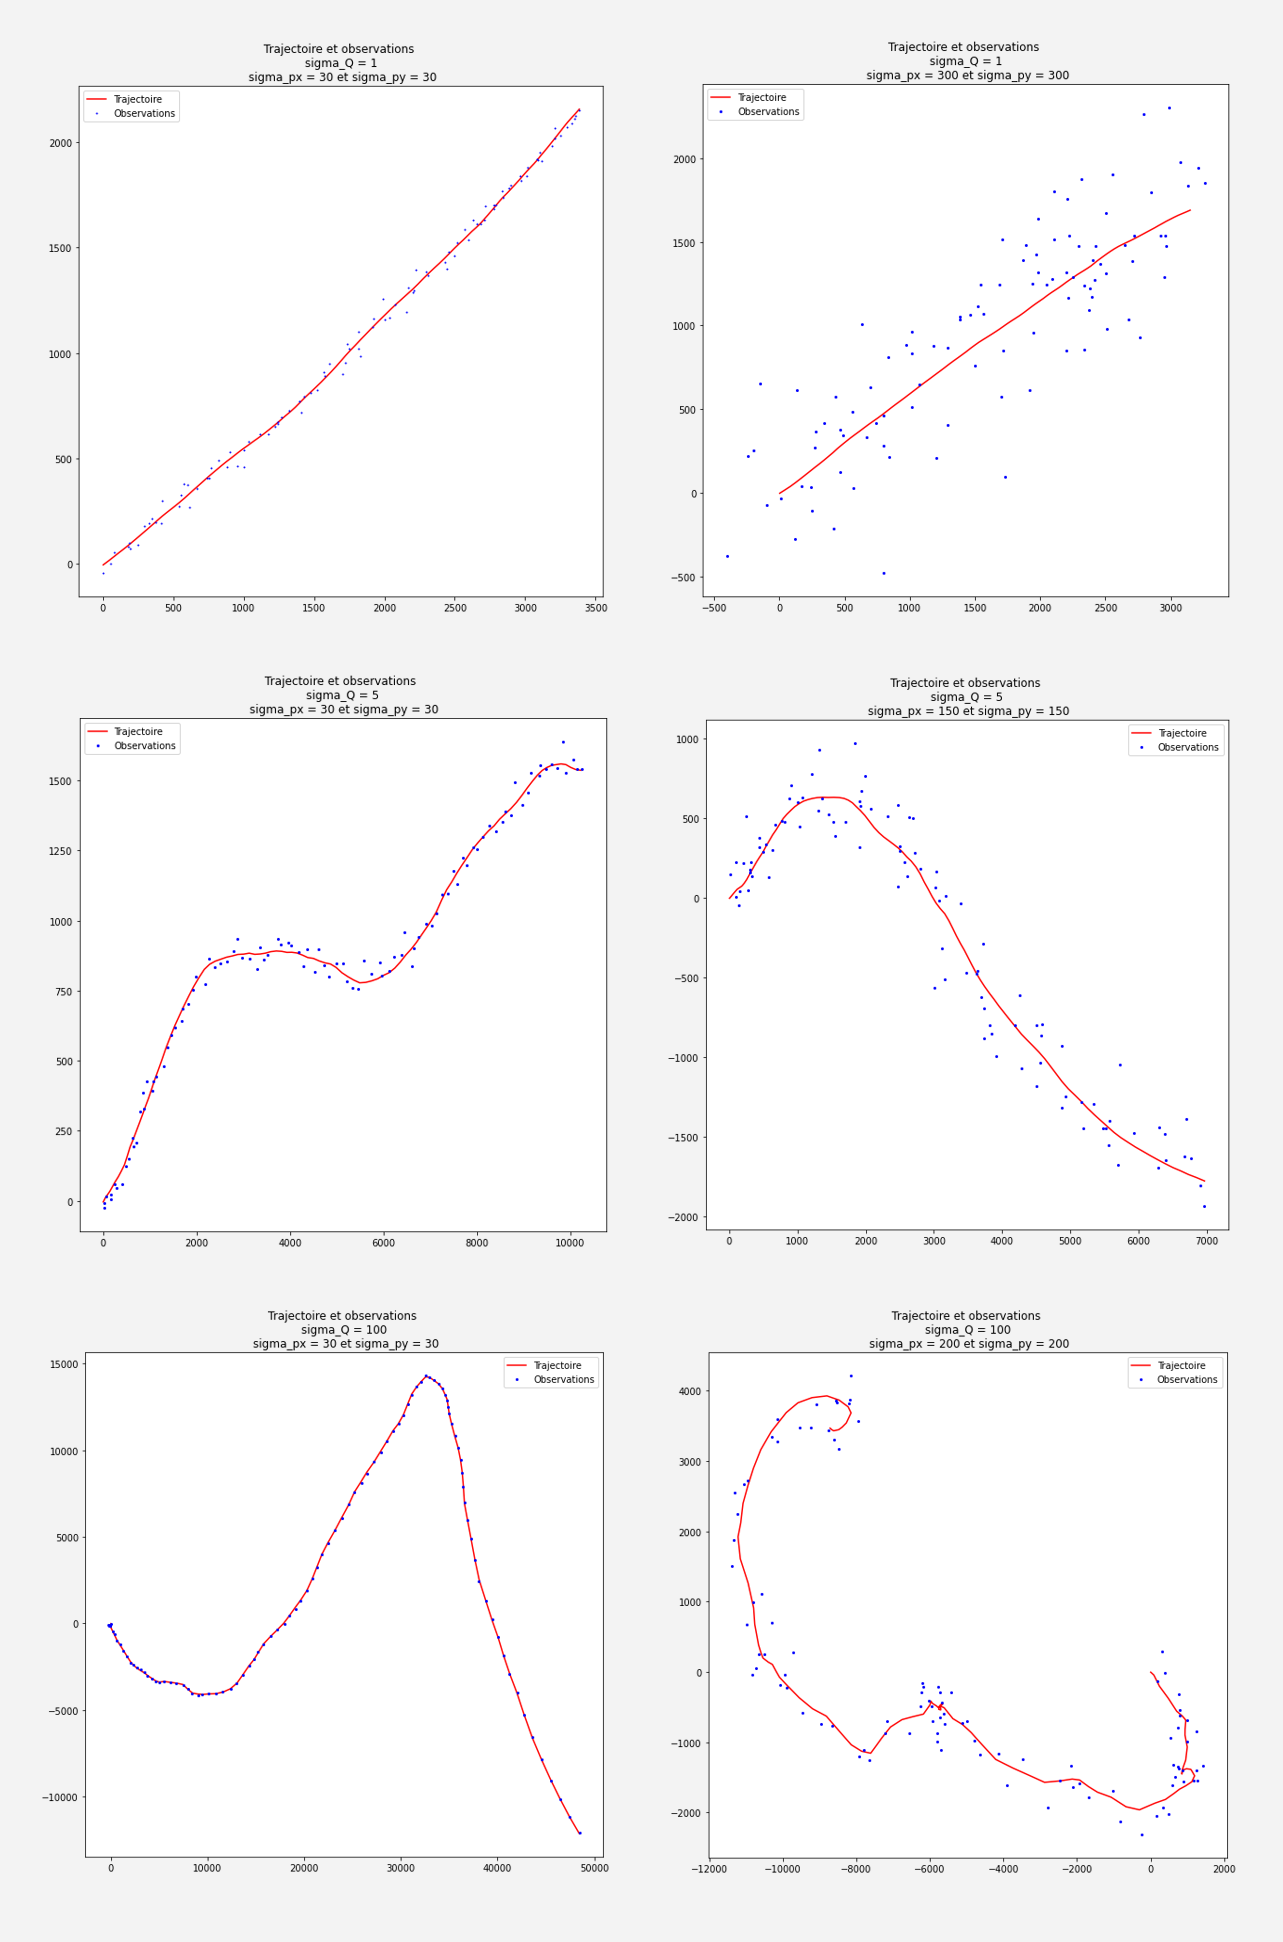 Trajectoire et observations
sigma_Q = 1
sigma_px = 30 et sigma_py = 30
Trajectoire
Observations
2000
1500
1000
500
0
0 500 1000 1500 2000 2500 3000 3500
Trajectoire et observations
sigma_Q = 1
sigma_px = 300 et sigma_py = 300
Trajectoire
Observations
2000
1500
1000
500
0
−500
−500 0 500 1000 1500 2000 2500 3000
Trajectoire et observations
sigma_Q = 5
sigma_px = 30 et sigma_py = 30
Trajectoire
Observations
1500
1250
1000
750
500
250
0
0 2000 4000 6000 8000 10000
Trajectoire et observations
sigma_Q = 5
sigma_px = 150 et sigma_py = 150
Trajectoire
Observations
1000
500
0
−500
−1000
−1500
−2000
0 1000 2000 3000 4000 5000 6000 7000
Trajectoire et observations
sigma_Q = 100
sigma_px = 30 et sigma_py = 30
Trajectoire
Observations
15000
10000
5000
0
−5000
−10000
0 10000 20000 30000 40000 50000
Trajectoire et observations
sigma_Q = 100
sigma_px = 200 et sigma_py = 200
Trajectoire
Observations
4000
3000
2000
1000
0
−1000
−2000
−12000 −10000 −8000 −6000 −4000 −2000 0 2000